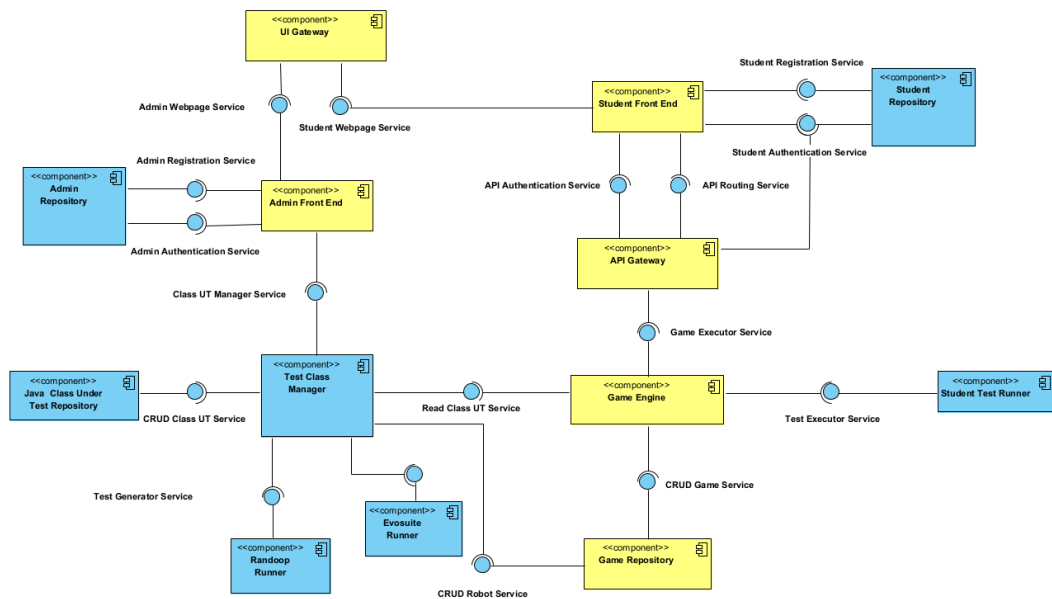 <<component>>
UI Gateway
Student Registration Service
<<component>>
Student
Repository
<<component>>
Student Front End
Admin Webpage Service
Student Webpage Service
Student Authentication Service
Admin Registration Service
<<component>>
Admin
Repository
<<component>>
Admin Front End
API Authentication Service
API Routing Service
Admin Authentication Service
<<component>>
API Gateway
Class UT Manager Service
Game Executor Service
<<component>>
Java Class Under
Test Repository
<<component>>
Test Class
Manager
<<component>>
Game Engine
<<component>>
Student Test Runner
CRUD Class UT Service
Read Class UT Service
Test Executor Service
Test Generator Service
CRUD Game Service
<<component>>
Evosuite
Runner
<<component>>
Randoop
Runner
<<component>>
Game Repository
CRUD Robot Service